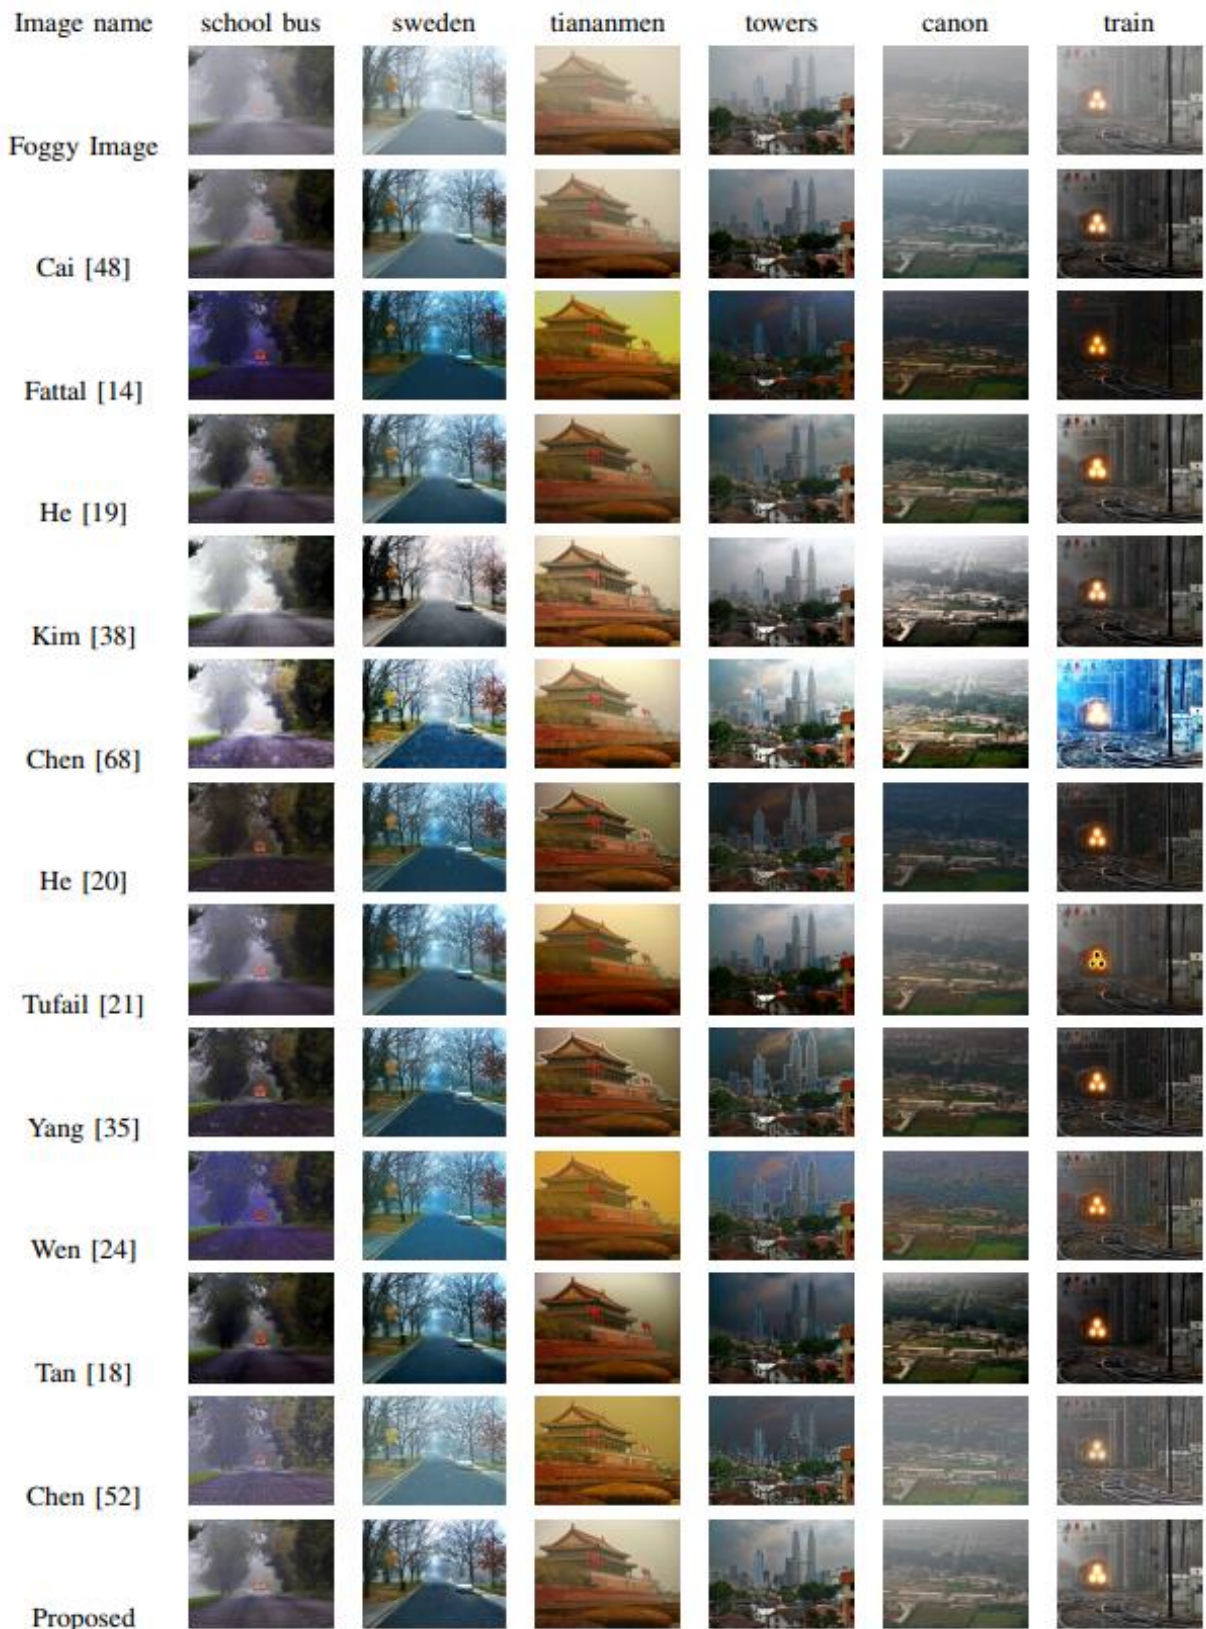 Image name school bus sweden tiananmen towers canon train
Foggy Image
Cai [48]
Fattal [14]
He [19]
Kim [38]
Chen [68]
He [20]
Tufail [21]
Yang [35]
Wen [24]
Tan [18]
Chen [52]
Proposed